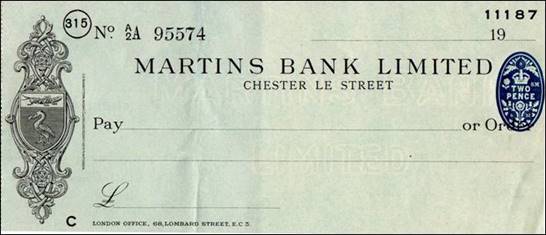 11187
315 Nº A/2A 95574 19
MARTINS BANK LIMITED
CHESTER LE STREET
TWO PENCE
Pay or Order
LIMITED
£
C LONDON OFFICE, 68, LOMBARD STREET, E.C 3.